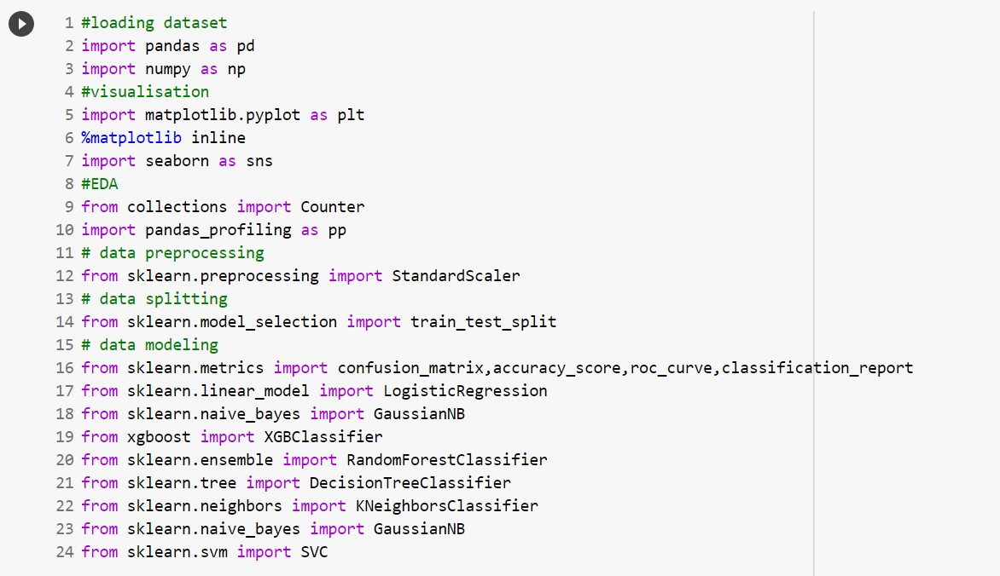 1 #loading dataset
2 import pandas as pd
3 import numpy as np
4 #visualisation
5 import matplotlib.pyplot as plt
6 %matplotlib inline
7 import seaborn as sns
8 #EDA
9 from collections import Counter
10 import pandas_profiling as pp
11 # data preprocessing
12 from sklearn.preprocessing import StandardScaler
13 # data splitting
14 from sklearn.model_selection import train_test_split
15 # data modeling
16 from sklearn.metrics import confusion_matrix,accuracy_score,roc_curve,classification_report
17 from sklearn.linear_model import LogisticRegression
18 from sklearn.naive_bayes import GaussianNB
19 from xgboost import XGBClassifier
20 from sklearn.ensemble import RandomForestClassifier
21 from sklearn.tree import DecisionTreeClassifier
22 from sklearn.neighbors import KNeighborsClassifier
23 from sklearn.naive_bayes import GaussianNB
24 from sklearn.svm import SVC